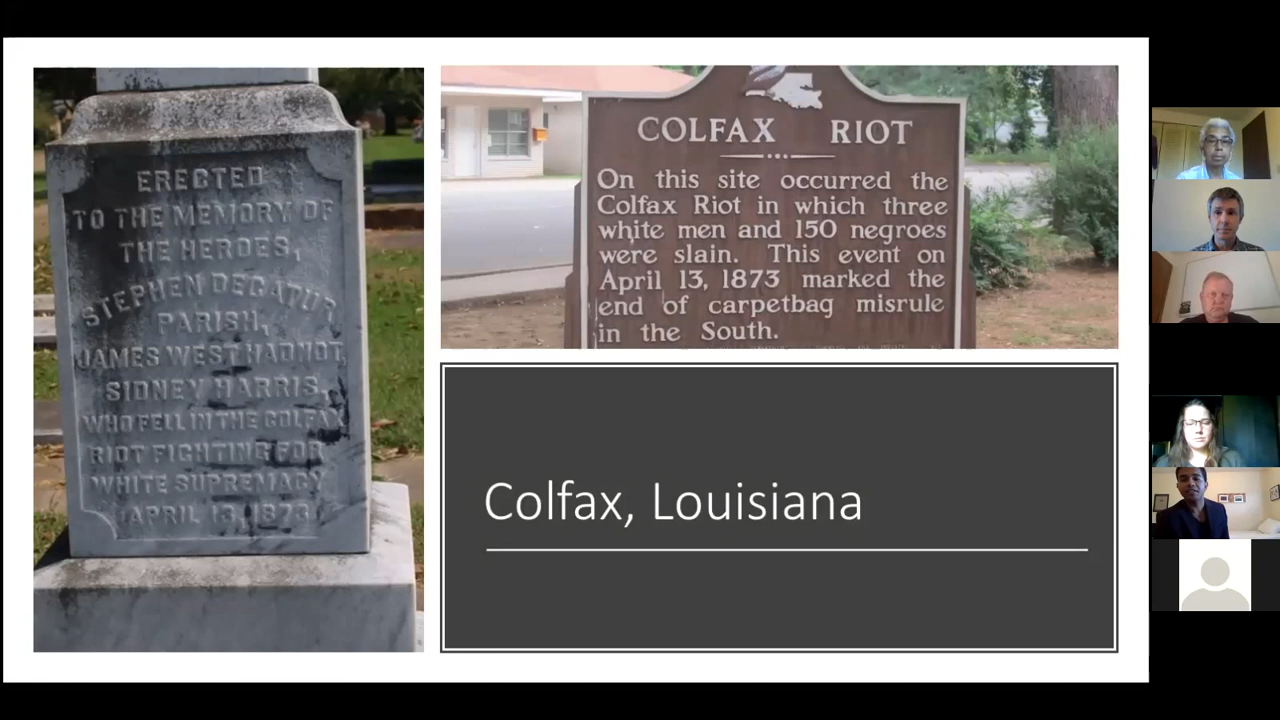 ERECTED
TO THE MEMORY OF
THE HEROES,
STEPHEN DECATUR
PARISH,
JAMES WEST HADNOT,
SIDNEY HARRIS,
WHO FELL IN THE COLFAX
RIOT FIGHTING FOR
WHITE SUPREMACY
APRIL 13, 1873
COLFAX RIOT
On this site occurred the
Colfax Riot in which three
white men and 150 negroes
were slain. This event on
April 13, 1873 marked the
end of carpetbag misrule
in the South.
Colfax, Louisiana